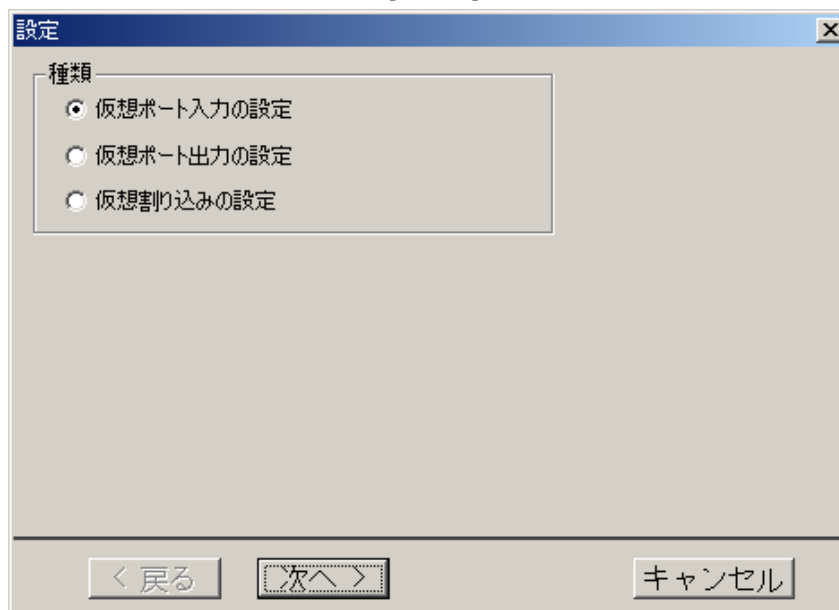 設定
種類
仮想ポート入力の設定
仮想ポート出力の設定
仮想割り込みの設定
< 戻る 次へ > キャンセル